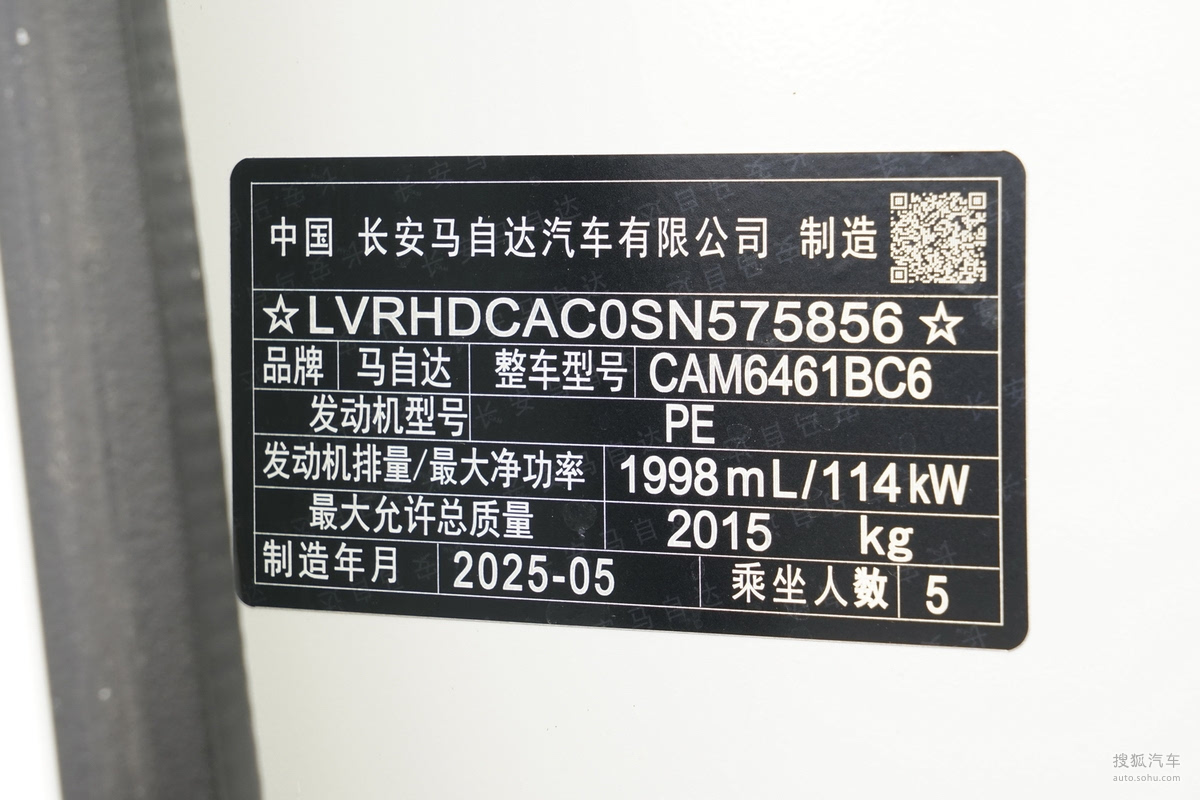 中国 长安马自达汽车有限公司 制造
☆LVRHDCAC0SN575856☆
品牌 马自达 整车型号 CAM6461BC6
发动机型号 PE
发动机排量/最大净功率 1998mL/114kW
最大允许总质量 2015 kg
制造年月 2025-05 乘坐人数 5
搜狐汽车
auto.sohu.com